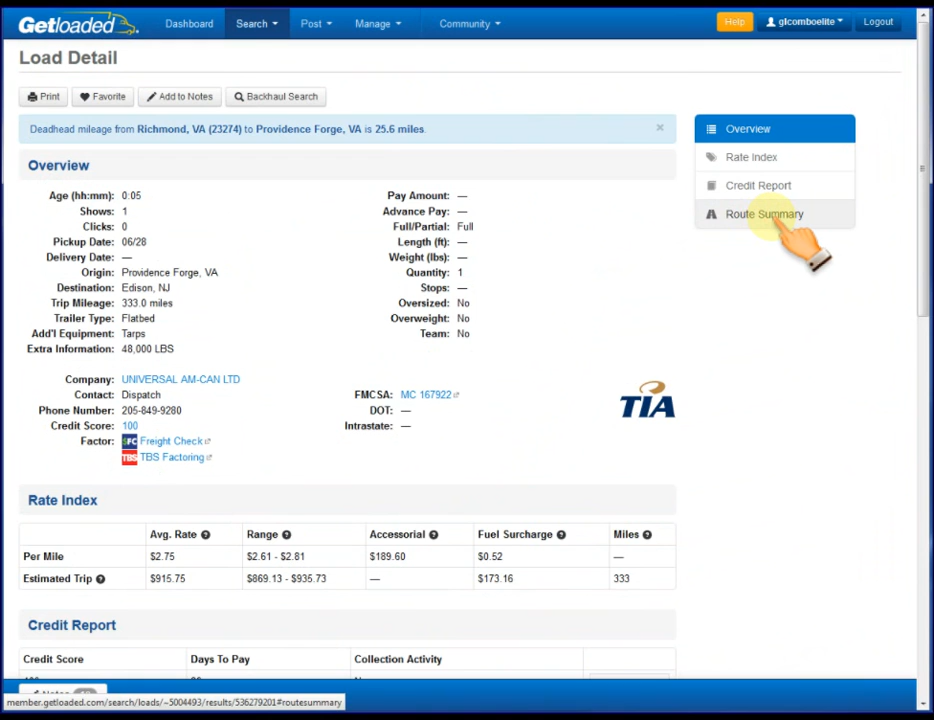 Getloaded Dashboard Search Post Manage Community Help glcomboelite Logout
Load Detail
Print Favorite Add to Notes Backhaul Search
Deadhead mileage from Richmond, VA (23274) to Providence Forge, VA is 25.6 miles. ×
Overview
Rate Index
Credit Report
Route Summary
Overview
Age (hh:mm): 0:05
Shows: 1
Clicks: 0
Pickup Date: 06/28
Delivery Date: —
Origin: Providence Forge, VA
Destination: Edison, NJ
Trip Mileage: 333.0 miles
Trailer Type: Flatbed
Add'l Equipment: Tarps
Extra Information: 48,000 LBS
Pay Amount: —
Advance Pay: —
Full/Partial: Full
Length (ft): —
Weight (lbs): —
Quantity: 1
Stops: —
Oversized: No
Overweight: No
Team: No
Company: UNIVERSAL AM-CAN LTD
Contact: Dispatch
Phone Number: 205-849-9280
Credit Score: 100
Factor: SFC Freight Check
TBS TBS Factoring
FMCSA: MC 167922
DOT: —
Intrastate: —
TIA
Rate Index
Avg. Rate Range Accessorial Fuel Surcharge Miles
Per Mile $2.75 $2.61 - $2.81 $189.60 $0.52 —
Estimated Trip $915.75 $869.13 - $935.73 — $173.16 333
Credit Report
Credit Score Days To Pay Collection Activity
member.getloaded.com/search/loads/~5004493/results/536279201#routesummary